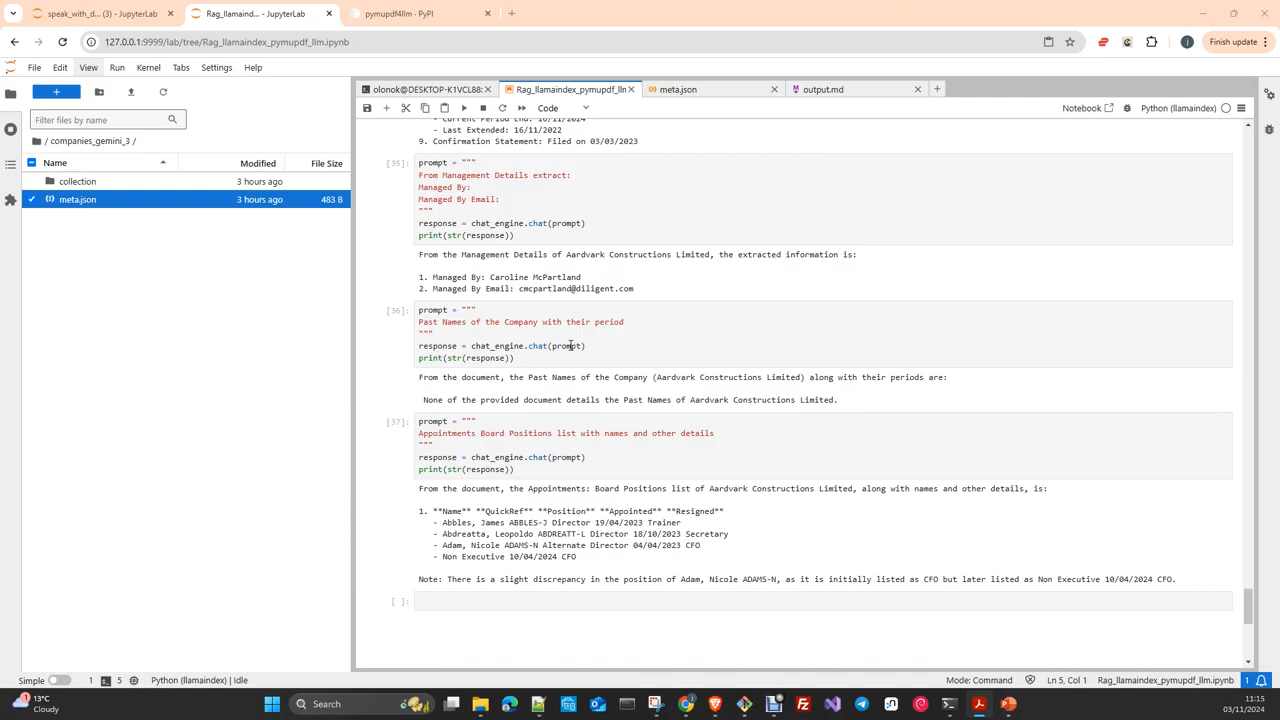 speak_with_d... (3) - JupyterLab
Rag_llamaind... - JupyterLab
pymupdf4llm · PyPI
127.0.0.1:9999/lab/tree/Rag_llamaindex_pymupdf_llm.ipynb
Finish update
File Edit View Run Kernel Tabs Settings Help
olonok@DESKTOP-K1VCL88:
Rag_llamaindex_pymupdf_lln
meta.json
output.md
Code
Notebook
Python (llamaindex)
Filter files by name
/ companies_gemini_3 /
Name Modified File Size
collection 3 hours ago
meta.json 3 hours ago 483 B
- Current Period End: 16/11/2024
- Last Extended: 16/11/2022
9. Confirmation Statement: Filed on 03/03/2023
[35]: prompt = """
From Management Details extract:
Managed By:
Managed By Email:
"""
response = chat_engine.chat(prompt)
print(str(response))
From the Management Details of Aardvark Constructions Limited, the extracted information is:
1. Managed By: Caroline McPartland
2. Managed By Email: cmcpartland@diligent.com
[36]: prompt = """
Past Names of the Company with their period
"""
response = chat_engine.chat(prompt)
print(str(response))
From the document, the Past Names of the Company (Aardvark Constructions Limited) along with their periods are:
None of the provided document details the Past Names of Aardvark Constructions Limited.
[37]: prompt = """
Appointments Board Positions list with names and other details
"""
response = chat_engine.chat(prompt)
print(str(response))
From the document, the Appointments: Board Positions list of Aardvark Constructions Limited, along with names and other details, is:
1. **Name** **QuickRef** **Position** **Appointed** **Resigned**
- Abbles, James ABBLES-J Director 19/04/2023 Trainer
- Abdreatta, Leopoldo ABDREATT-L Director 18/10/2023 Secretary
- Adam, Nicole ADAMS-N Alternate Director 04/04/2023 CFO
- Non Executive 10/04/2024 CFO
Note: There is a slight discrepancy in the position of Adam, Nicole ADAMS-N, as it is initially listed as CFO but later listed as Non Executive 10/04/2024 CFO.
[ ]:
Simple 1 5 Python (llamaindex) | Idle
Mode: Command Ln 5, Col 1 Rag_llamaindex_pymupdf_llm.ipynb 1
1
13°C
Cloudy
Search
11:15
03/11/2024